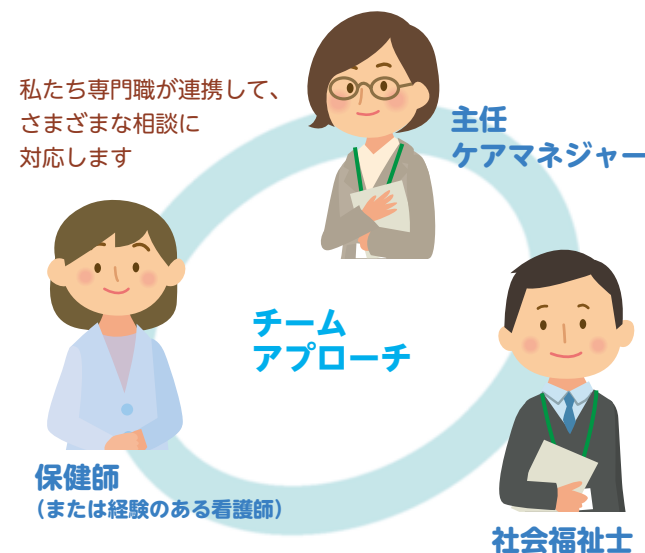 私たち専門職が連携して、
さまざまな相談に
対応します
主任
ケアマネジャー
チーム
アプローチ
保健師
（または経験のある看護師）
社会福祉士